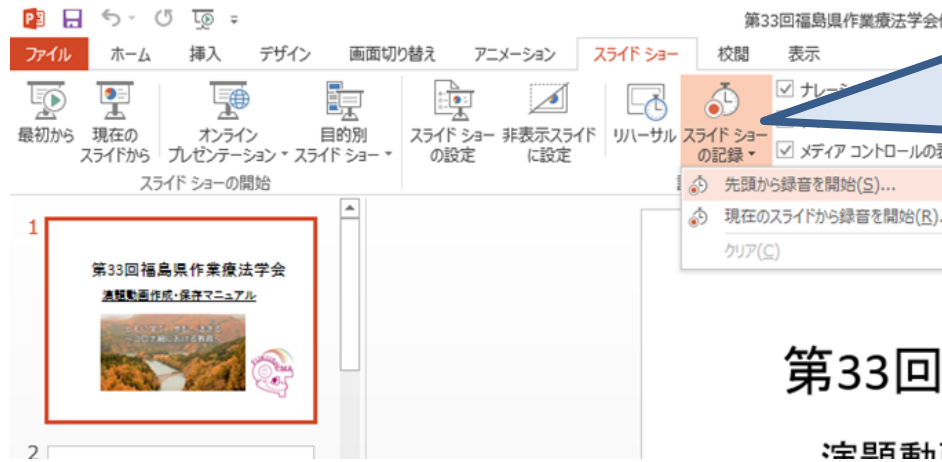 第33回福島県作業療法学会
ファイル ホーム 挿入 デザイン 画面切り替え アニメーション スライド ショー 校閲 表示
最初から
現在の
スライドから
オンライン
プレゼンテーション
目的別
スライド ショー
スライド ショー
の設定
非表示スライド
に設定
リハーサル
スライド ショー
の記録
メディア コントロールの
スライド ショーの開始
先頭から録音を開始(S)...
現在のスライドから録音を開始(R)
クリア(C)
1
第33回福島県作業療法学会
演題動画作成・保存マニュアル
2
第33回
演題動